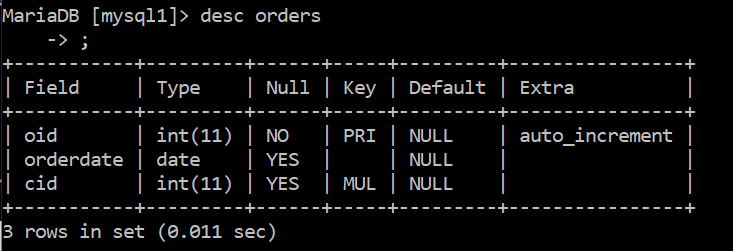 MariaDB [mysql1]> desc orders
    -> ;
+-----------+---------+------+-----+---------+----------------+
| Field     | Type    | Null | Key | Default | Extra          |
+-----------+---------+------+-----+---------+----------------+
| oid       | int(11) | NO   | PRI | NULL    | auto_increment |
| orderdate | date    | YES  |     | NULL    |                |
| cid       | int(11) | YES  | MUL | NULL    |                |
+-----------+---------+------+-----+---------+----------------+
3 rows in set (0.011 sec)